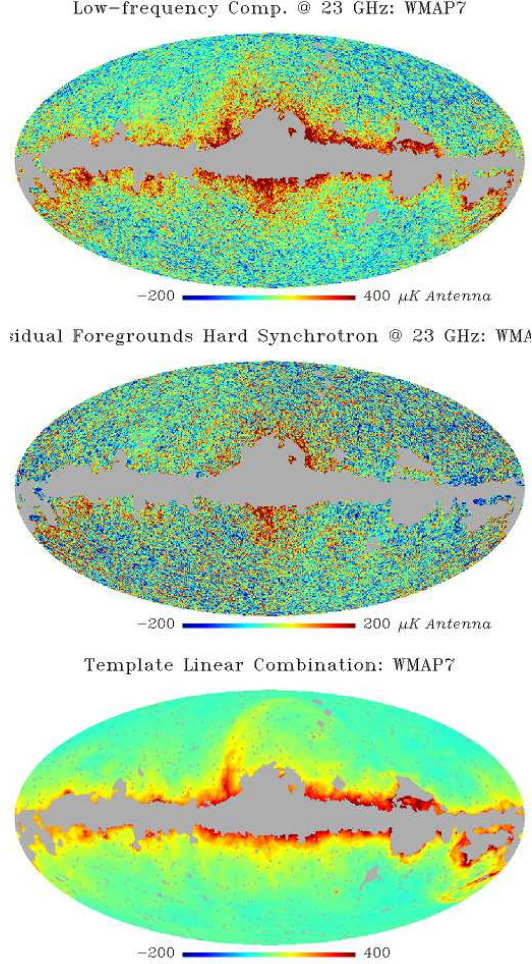 Low-frequency Comp. @ 23 GHz: WMAP7
-200 400 μK Antenna
sidual Foregrounds Hard Synchrotron @ 23 GHz: WMA
-200 200 μK Antenna
Template Linear Combination: WMAP7
-200 400